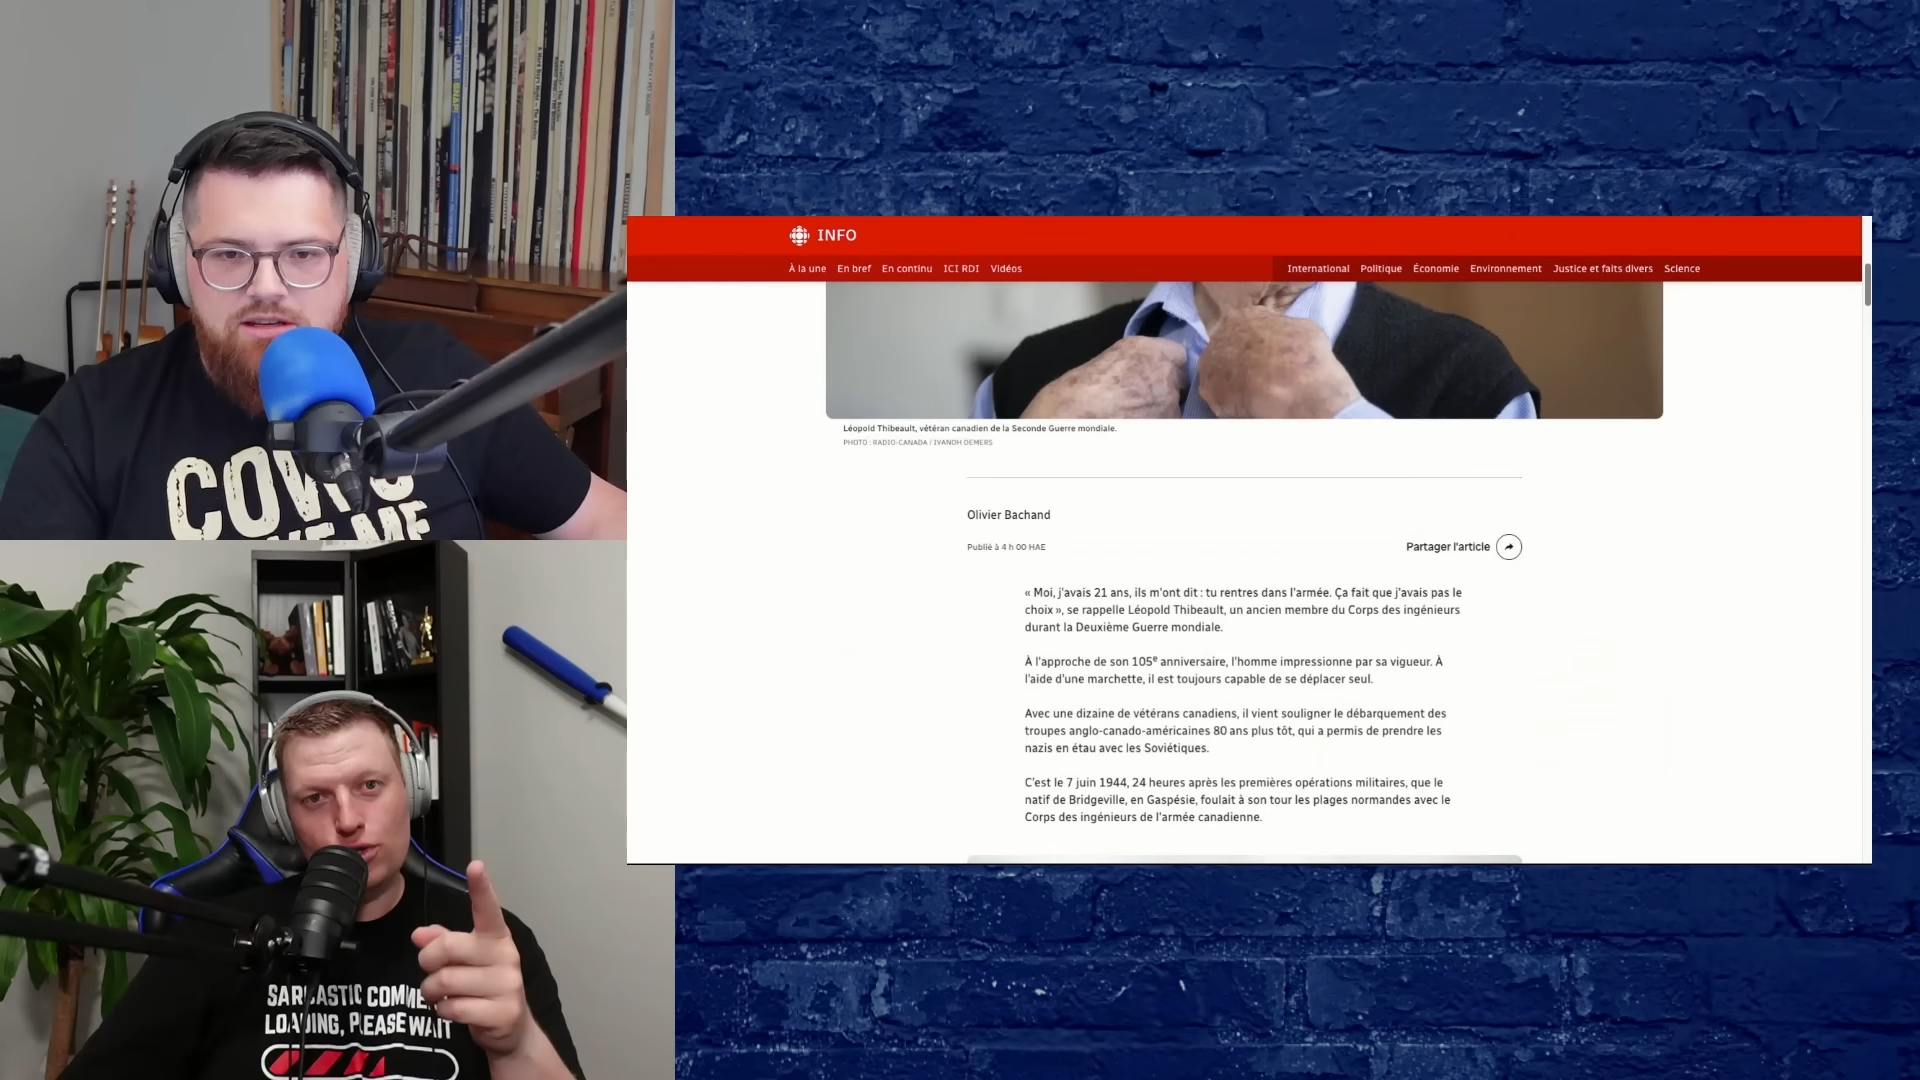 INFO
À la une En bref En continu ICI RDI Vidéos
International Politique Économie Environnement Justice et faits divers Science
Léopold Thibeault, vétéran canadien de la Seconde Guerre mondiale.
PHOTO : RADIO-CANADA / IVANOH DEMERS
Olivier Bachand
Publié à 4 h 00 HAE
Partager l'article
« Moi, j'avais 21 ans, ils m'ont dit : tu rentres dans l'armée. Ça fait que j'avais pas le
choix », se rappelle Léopold Thibeault, un ancien membre du Corps des ingénieurs
durant la Deuxième Guerre mondiale.
À l'approche de son 105e anniversaire, l'homme impressionne par sa vigueur. À
l'aide d'une marchette, il est toujours capable de se déplacer seul.
Avec une dizaine de vétérans canadiens, il vient souligner le débarquement des
troupes anglo-canado-américaines 80 ans plus tôt, qui a permis de prendre les
nazis en étau avec les Soviétiques.
C'est le 7 juin 1944, 24 heures après les premières opérations militaires, que le
natif de Bridgeville, en Gaspésie, foulait à son tour les plages normandes avec le
Corps des ingénieurs de l'armée canadienne.
SARCASTIC COMME
LOADING, PLEASE WAIT